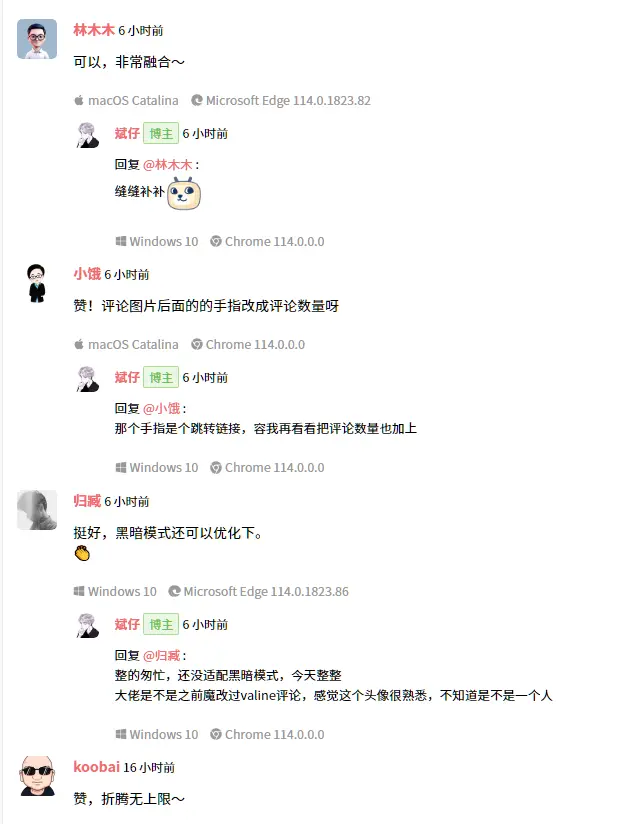 林木木 6 小时前
可以，非常融合～
macOS Catalina Microsoft Edge 114.0.1823.82
斌仔 博主 6 小时前
回复 @林木木 :
缝缝补补
Windows 10 Chrome 114.0.0.0
小饿 6 小时前
赞！评论图片后面的的手指改成评论数量呀
macOS Catalina Chrome 114.0.0.0
斌仔 博主 6 小时前
回复 @小饿 :
那个手指是个跳转链接，容我再看看把评论数量也加上
Windows 10 Chrome 114.0.0.0
归臧 6 小时前
挺好，黑暗模式还可以优化下。
Windows 10 Microsoft Edge 114.0.1823.86
斌仔 博主 6 小时前
回复 @归臧 :
整的匆忙，还没适配黑暗模式，今天整整
大佬是不是之前魔改过valine评论，感觉这个头像很熟悉，不知道是不是一个人
Windows 10 Chrome 114.0.0.0
koobai 16 小时前
赞，折腾无上限～